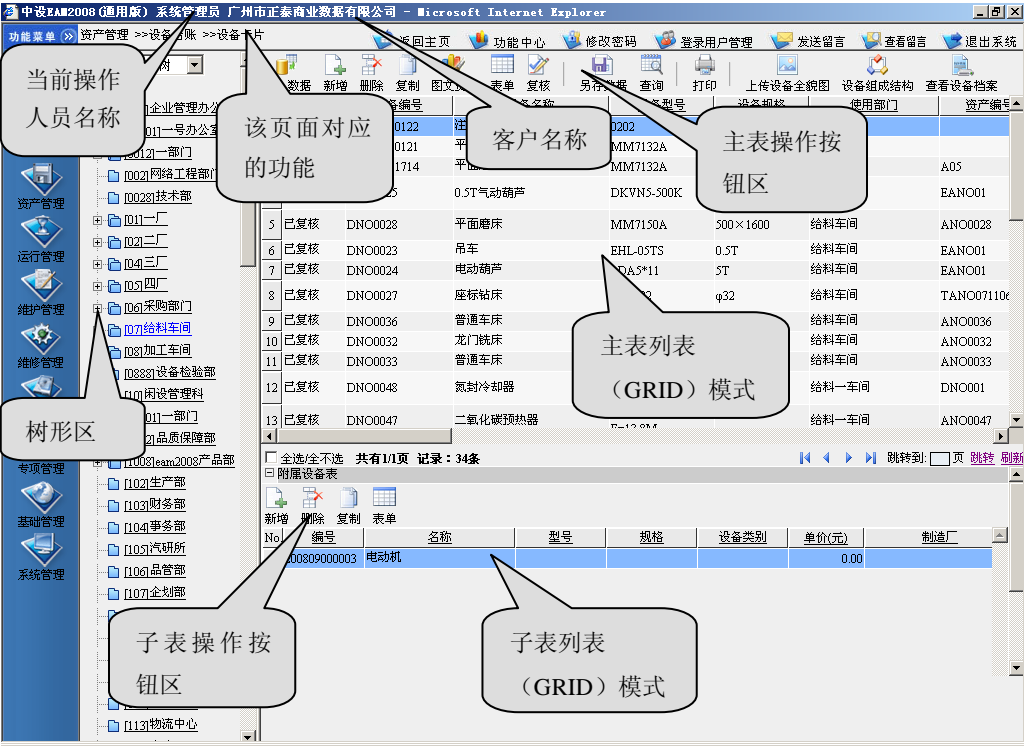 中设EAM2008(通用版) 系统管理员 广州市正泰商业数据有限公司 - Microsoft Internet Explorer
功能菜单 资产管理 >>设备台账 >>设备卡片
返回主页 功能中心 修改密码 登录用户管理 发送留言 查看留言 退出系统
数据 新增 删除 复制 图文 表单 复核 另存数据 查询 打印 上传设备全貌图 设备组成结构 查看设备档案
当前操作
人员名称
该页面对应
的功能
客户名称
主表操作按
钮区
主表列表
（GRID）模式
树形区
子表操作按
钮区
子表列表
（GRID）模式
资产管理
运行管理
维护管理
维修管理
专项管理
基础管理
系统管理
树
企业管理办公
01]一号办公室
[0012]一部门
[002]网络工程部门
[0028]技术部
[01]一厂
[02]二厂
[04]三厂
[05]四厂
[06]采购部门
[07]给料车间
[08]加工车间
[0888]设备检验部
[10]闲设管理科
01]一部门
2]品质保障部
[1008]eam2008产品部
[102]生产部
[103]财务部
[104]事务部
[105]汽研所
[106]品管部
[107]企划部
[113]物流中心
编号 备名称 型号 设备规格 使用部门 资产编号
0122 注 0202
0121 平 MM7132A
1714 平面 MM7132A A05
5 0.5T气动葫芦 DKVN5-500K EANO01
5 已复核 DNO0028 平面磨床 MM7150A 500×1600 给料车间 ANO0028
6 已复核 DNO0023 吊车 EHL-05TS 0.5T 给料车间 EANO01
7 已复核 DNO0024 电动葫芦 DA5*11 5T 给料车间 EANO01
8 已复核 DNO0027 座标钻床 φ32 给料车间 TANO07110
9 已复核 DNO0036 普通车床 给料车间 ANO0036
10 已复核 DNO0032 龙门铣床 给料车间 ANO0032
11 已复核 DNO0033 普通车床 给料车间 ANO0033
12 已复核 DNO0048 氮封冷却器 给料一车间 DNO001
13 已复核 DNO0047 二氧化碳预热器 F=12.8M 给料一车间 ANO0047
全选/全不选 共有1/1页 记录：34条 跳转到: 页 跳转 刷新
附属设备表
新增 删除 复制 表单
No 编号 名称 型号 规格 设备类别 单价(元) 制造厂
200809000003 电动机 0.00